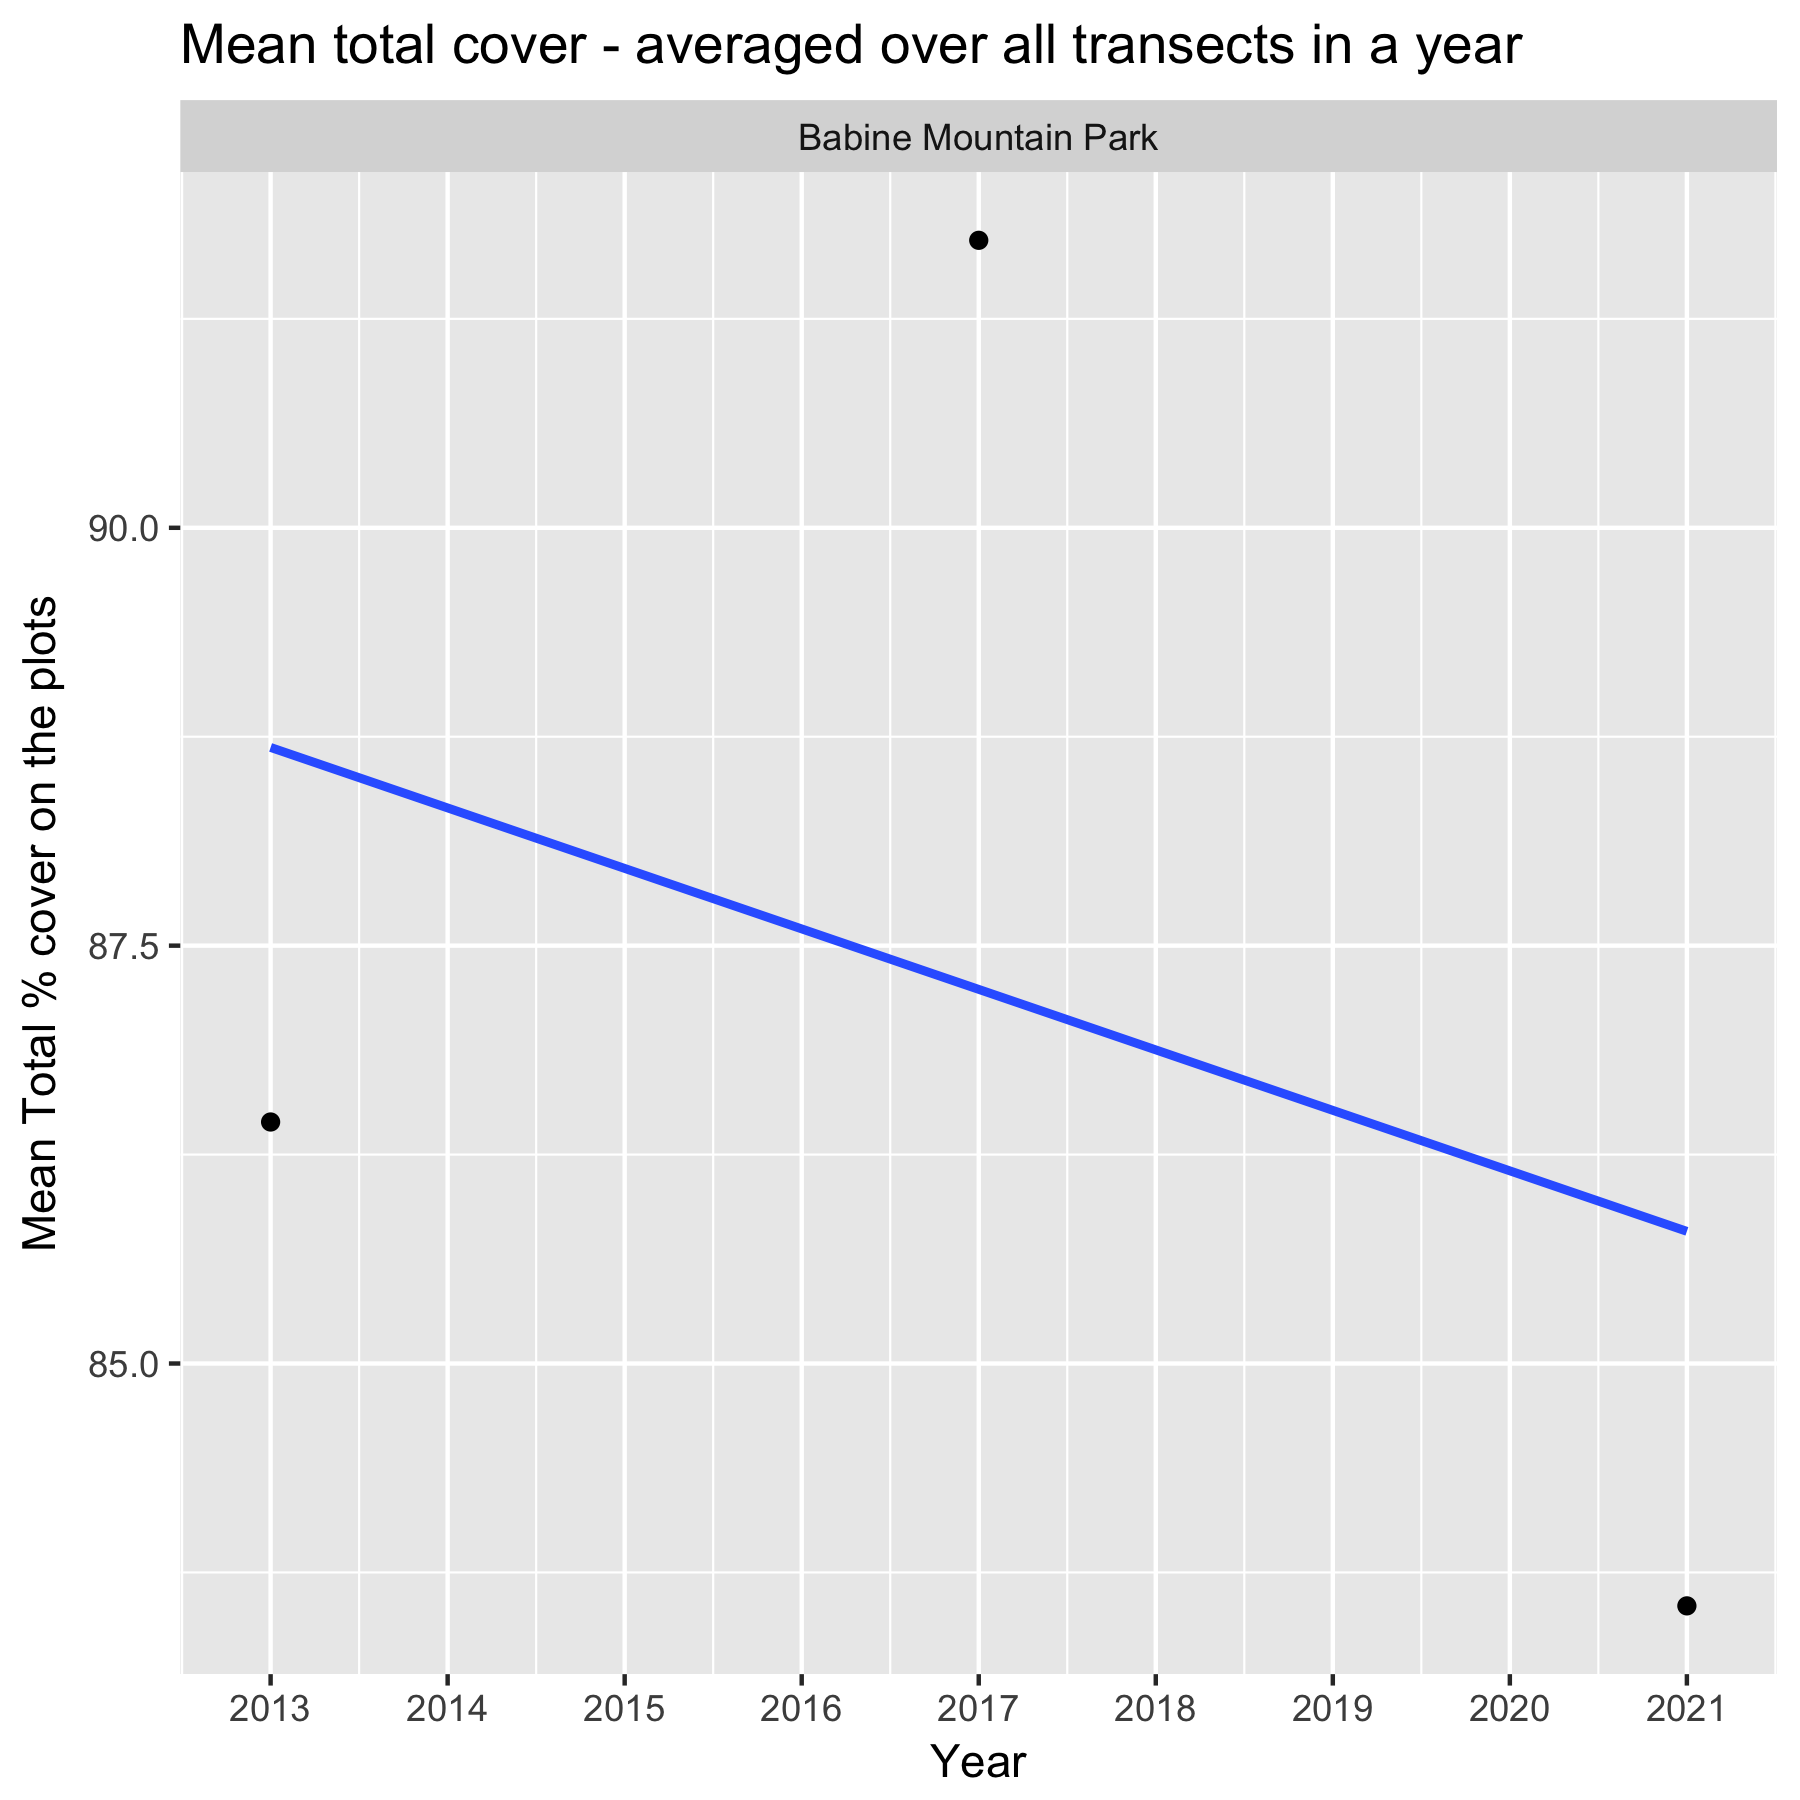 Mean total cover - averaged over all transects in a year
Babine Mountain Park
Mean Total % cover on the plots
90.0
87.5
85.0
2013 2014 2015 2016 2017 2018 2019 2020 2021
Year